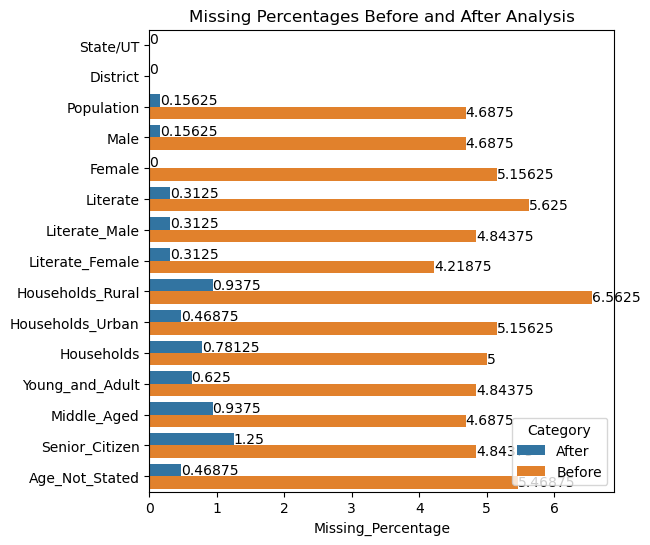 Missing Percentages Before and After Analysis
State/UT 0
District 0
Population 0.15625
4.6875
Male 0.15625
4.6875
Female 0
5.15625
Literate 0.3125
5.625
Literate_Male 0.3125
4.84375
Literate_Female 0.3125
4.21875
Households_Rural 0.9375
6.5625
Households_Urban 0.46875
5.15625
Households 0.78125
5
Young_and_Adult 0.625
4.84375
Middle_Aged 0.9375
4.6875
Senior_Citizen 1.25
4.84375
Age_Not_Stated 0.46875
5.46875
Category
After
Before
0 1 2 3 4 5 6
Missing_Percentage